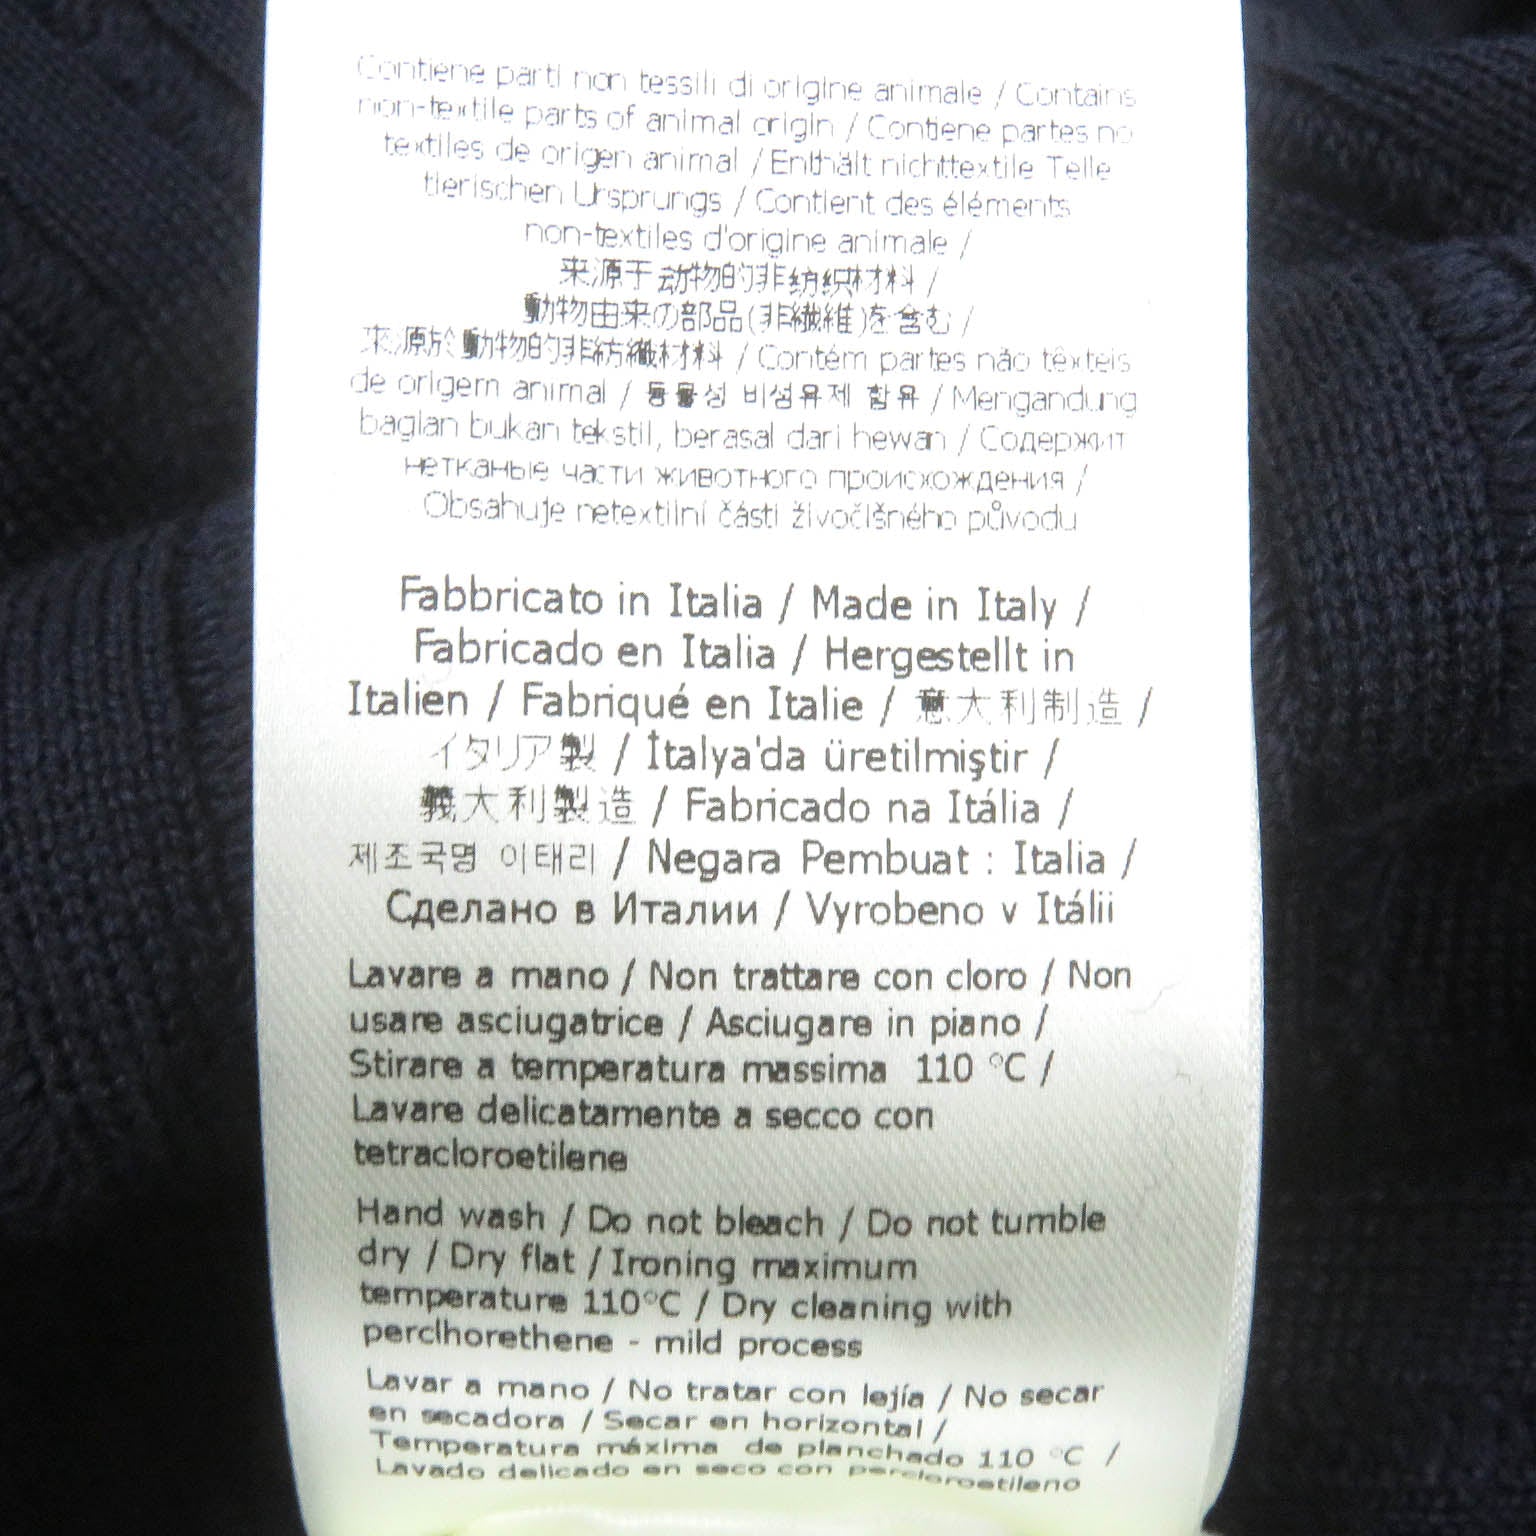 Contiene parti non tessili di origine animale / Contains
non-textile parts of animal origin / Contiene partes no
textiles de origen animal / Enthält nichttextile Teile
tierischen Ursprungs / Contient des éléments
non-textiles d'origine animale /
来源于动物的非纺织材料 /
動物由来の部品(非繊維)を含む /
來源於動物的非紡織材料 / Contém partes não têxteis
de origem animal / 동물성 비섬유제 함유 / Mengandung
bagian bukan tekstil, berasal dari hewan / Содержит
нетканые части животного происхождения /
Obsahuje netextilní části živočišného původu
Fabbricato in Italia / Made in Italy /
Fabricado en Italia / Hergestellt in
Italien / Fabriqué en Italie / 意大利制造 /
イタリア製 / İtalya'da üretilmiştir /
義大利製造 / Fabricado na Itália /
제조국명 이태리 / Negara Pembuat : Italia /
Сделано в Италии / Vyrobeno v Itálii
Lavare a mano / Non trattare con cloro / Non
usare asciugatrice / Asciugare in piano /
Stirare a temperatura massima 110 °C /
Lavare delicatamente a secco con
tetracloroetilene
Hand wash / Do not bleach / Do not tumble
dry / Dry flat / Ironing maximum
temperature 110°C / Dry cleaning with
perclhorethene - mild process
Lavar a mano / No tratar con lejía / No secar
en secadora / Secar en horizontal /
Temperatura máxima de planchado 110 °C /
Lavado delicado en seco con percloroetileno